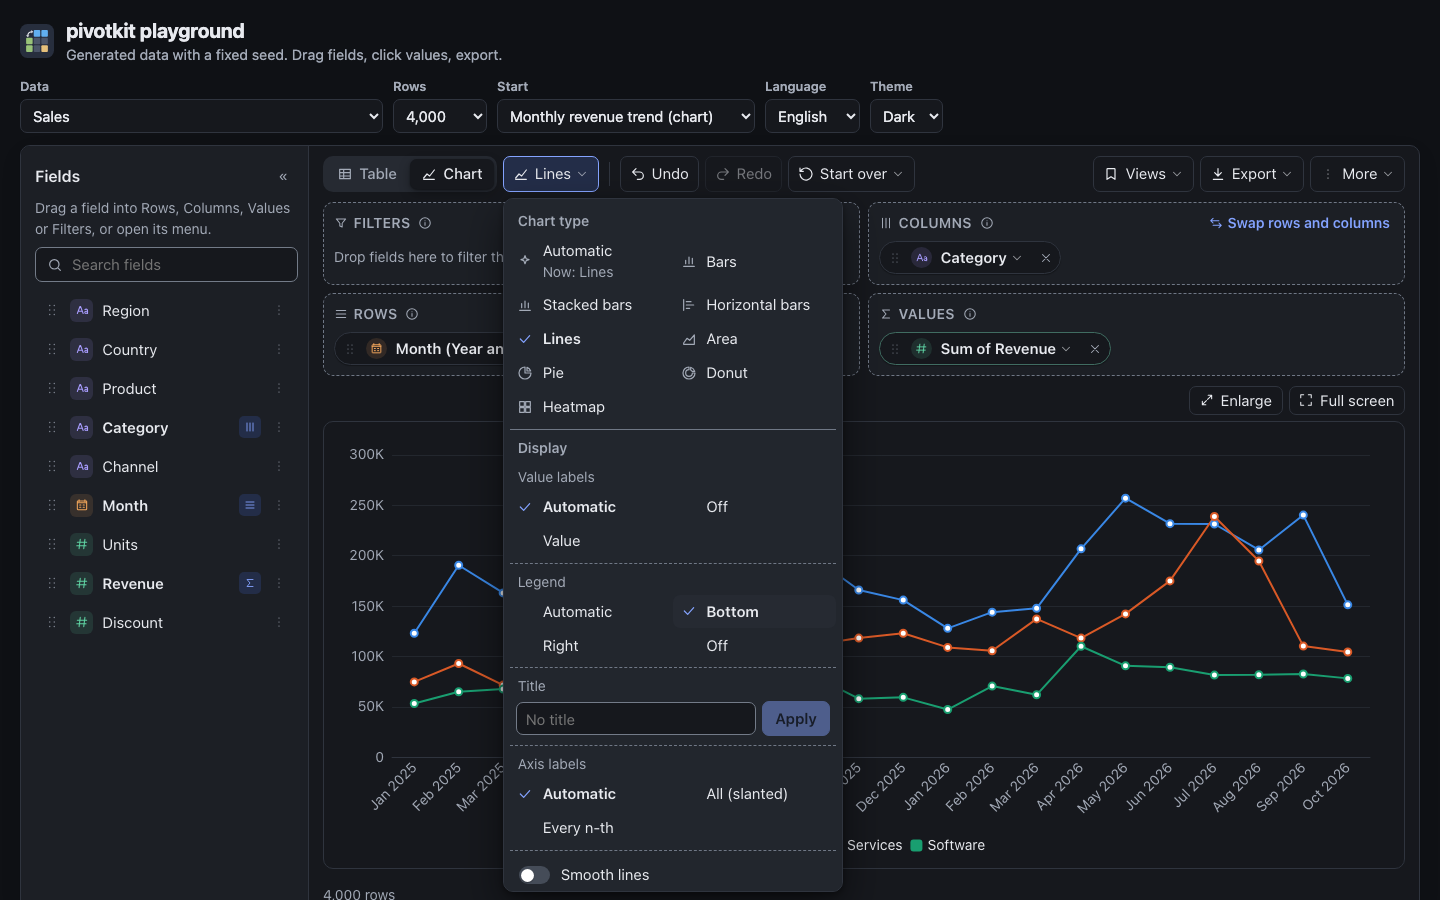 pivotkit playground
Generated data with a fixed seed. Drag fields, click values, export.
Data
Rows
Start
Language
Theme
Sales
4,000
Monthly revenue trend (chart)
English
Dark
Fields
«
Drag a field into Rows, Columns, Values
or Filters, or open its menu.
Search fields
Aa Region
Aa Country
Aa Product
Aa Category
Aa Channel
Month
# Units
# Revenue Σ
# Discount
Table
Chart
Lines
Undo
Redo
Start over
Views
Export
More
FILTERS
Drop fields here to filter th
COLUMNS
Swap rows and columns
Aa Category
ROWS
Month (Year an
Σ VALUES
# Sum of Revenue
Enlarge
Full screen
Chart type
Automatic
Now: Lines
Bars
Stacked bars
Horizontal bars
Lines
Area
Pie
Donut
Heatmap
Display
Value labels
Automatic
Off
Value
Legend
Automatic
Bottom
Right
Off
Title
No title
Apply
Axis labels
Automatic
All (slanted)
Every n-th
Smooth lines
300K
250K
200K
150K
100K
50K
0
Jan 2025
Feb 2025
Mar 2025
25
Dec 2025
Jan 2026
Feb 2026
Mar 2026
Apr 2026
May 2026
Jun 2026
Jul 2026
Aug 2026
Sep 2026
Oct 2026
Services
Software
4,000 rows